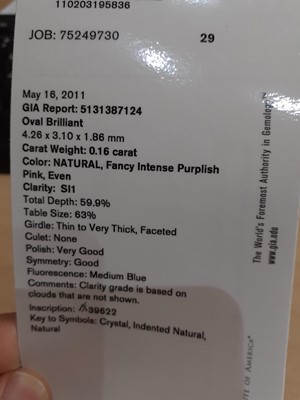 110203195836
JOB: 75249730 29
May 16, 2011
GIA Report: 5131387124
Oval Brilliant
4.26 x 3.10 x 1.86 mm
Carat Weight: 0.16 carat
Color: NATURAL, Fancy Intense Purplish
Pink, Even
Clarity: SI1
Total Depth: 59.9%
Table Size: 63%
Girdle: Thin to Very Thick, Faceted
Culet: None
Polish: Very Good
Symmetry: Good
Fluorescence: Medium Blue
Comments: Clarity grade is based on
clouds that are not shown.
Inscription: 39622
Key to Symbols: Crystal, Indented Natural,
Natural
The World's Foremost Authority in Gemology
www.gia.edu
TE OF AMERICA®